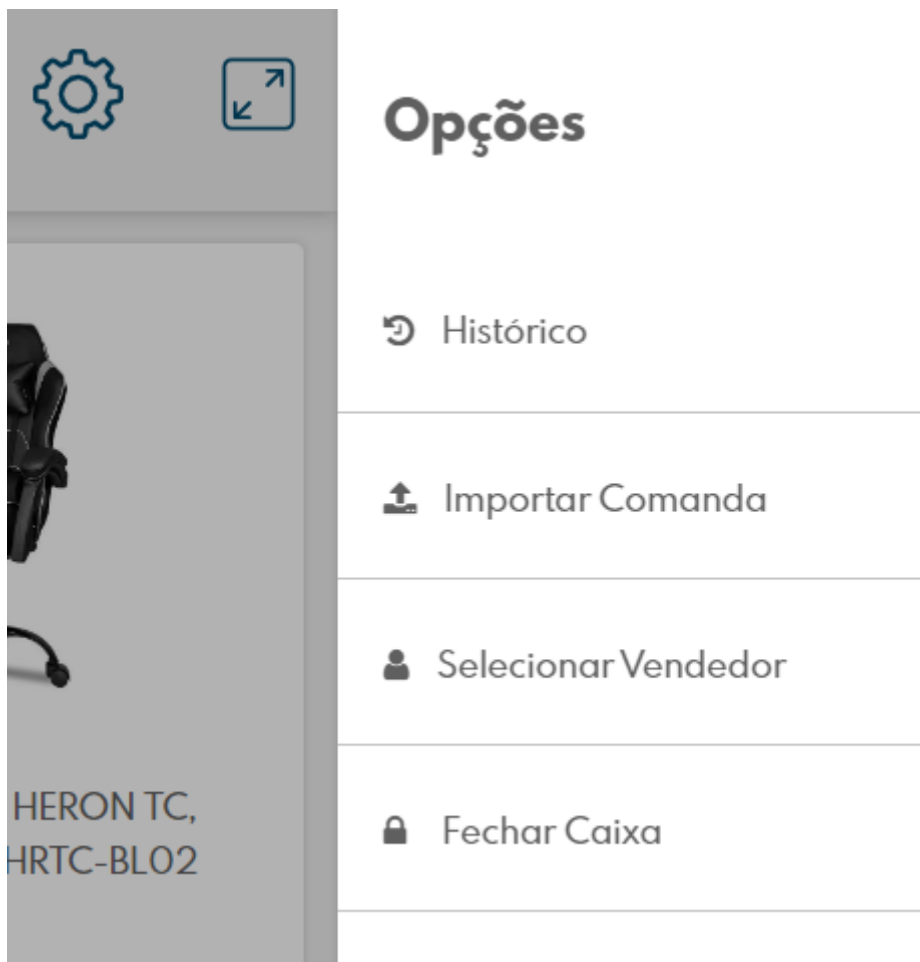 Opções
Histórico
Importar Comanda
Selecionar Vendedor
HERON TC,
HRTC-BL02
Fechar Caixa